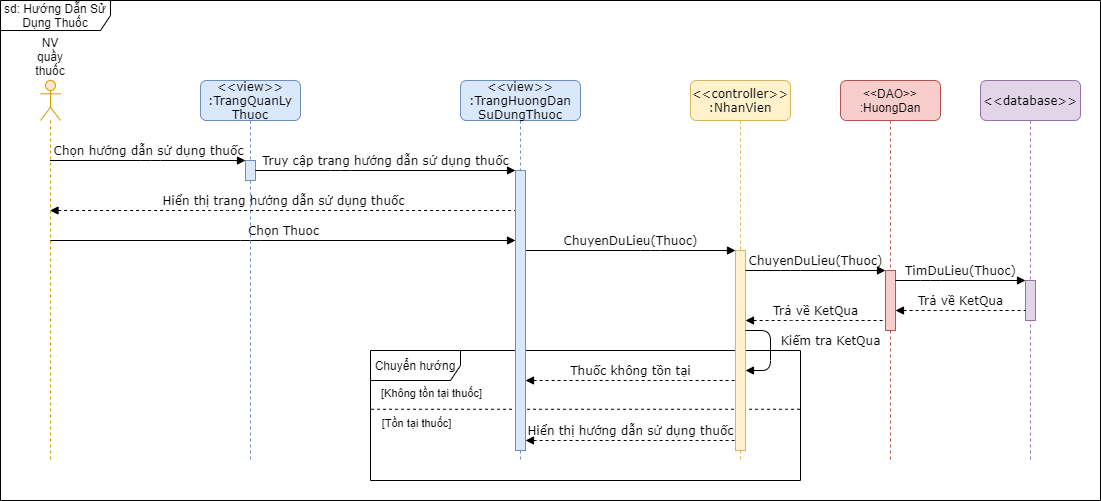 sd: Hướng Dẫn Sử
Dụng Thuốc
NV
quầy
thuốc
<<view>>
:TrangQuanLy
Thuoc
<<view>>
:TrangHuongDan
SuDungThuoc
<<controller>>
:NhanVien
<<DAO>>
:HuongDan
<<database>>
Chọn hướng dẫn sử dụng thuốc
Truy cập trang hướng dẫn sử dụng thuốc
Hiển thị trang hướng dẫn sử dụng thuốc
Chọn Thuoc
ChuyenDuLieu(Thuoc)
ChuyenDuLieu(Thuoc)
TimDuLieu(Thuoc)
Trả về KetQua
Trả về KetQua
Kiểm tra KetQua
Chuyển hướng
Thuốc không tồn tại
[Không tồn tại thuốc]
[Tồn tại thuốc]
Hiển thị hướng dẫn sử dụng thuốc